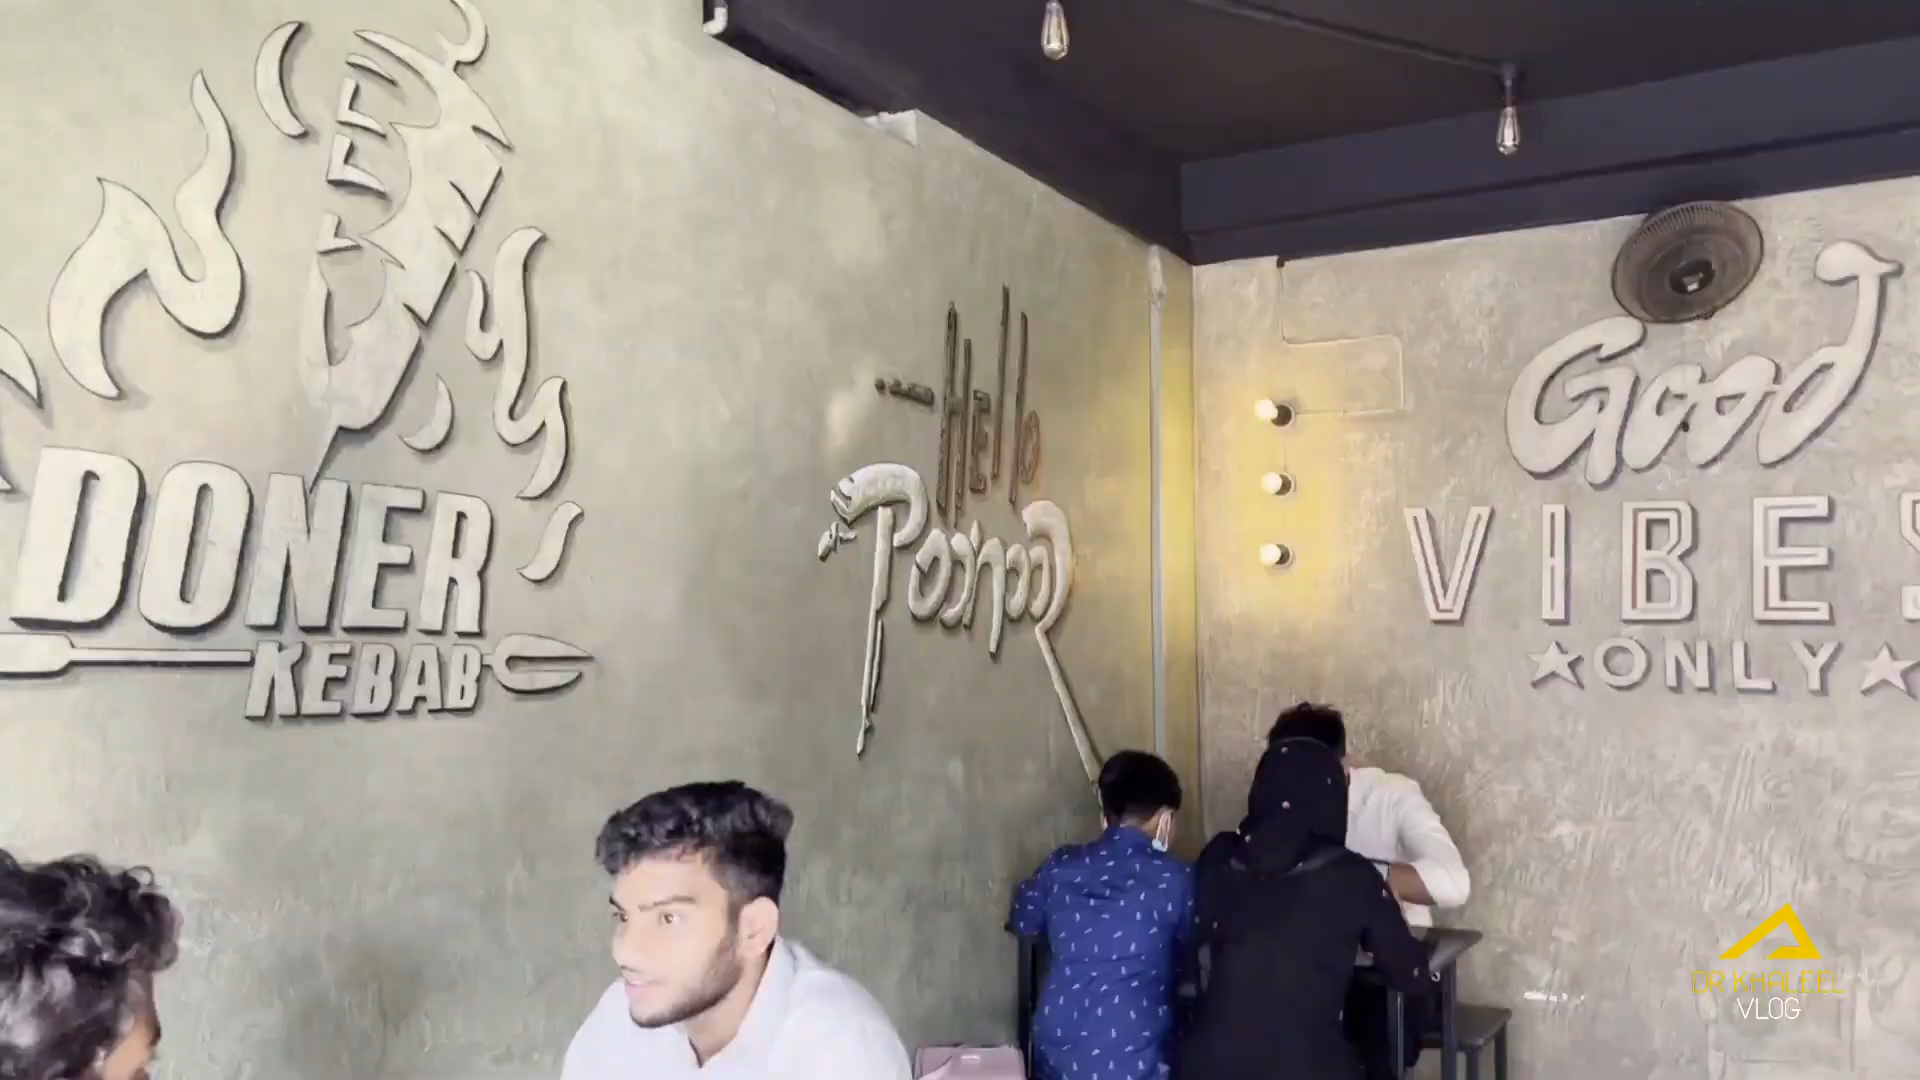 DONER
KEBAB
Hello
Good
VIBES
★ONLY★
DR KHALEEL
VLOG